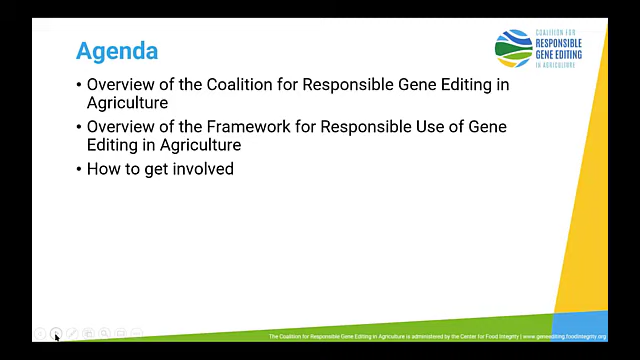 Agenda
COALITION FOR
RESPONSIBLE
GENE EDITING
IN AGRICULTURE
• Overview of the Coalition for Responsible Gene Editing in
Agriculture
• Overview of the Framework for Responsible Use of Gene
Editing in Agriculture
• How to get involved
The Coalition for Responsible Gene Editing in Agriculture is administered by the Center for Food Integrity | www.geneediting.foodintegrity.org